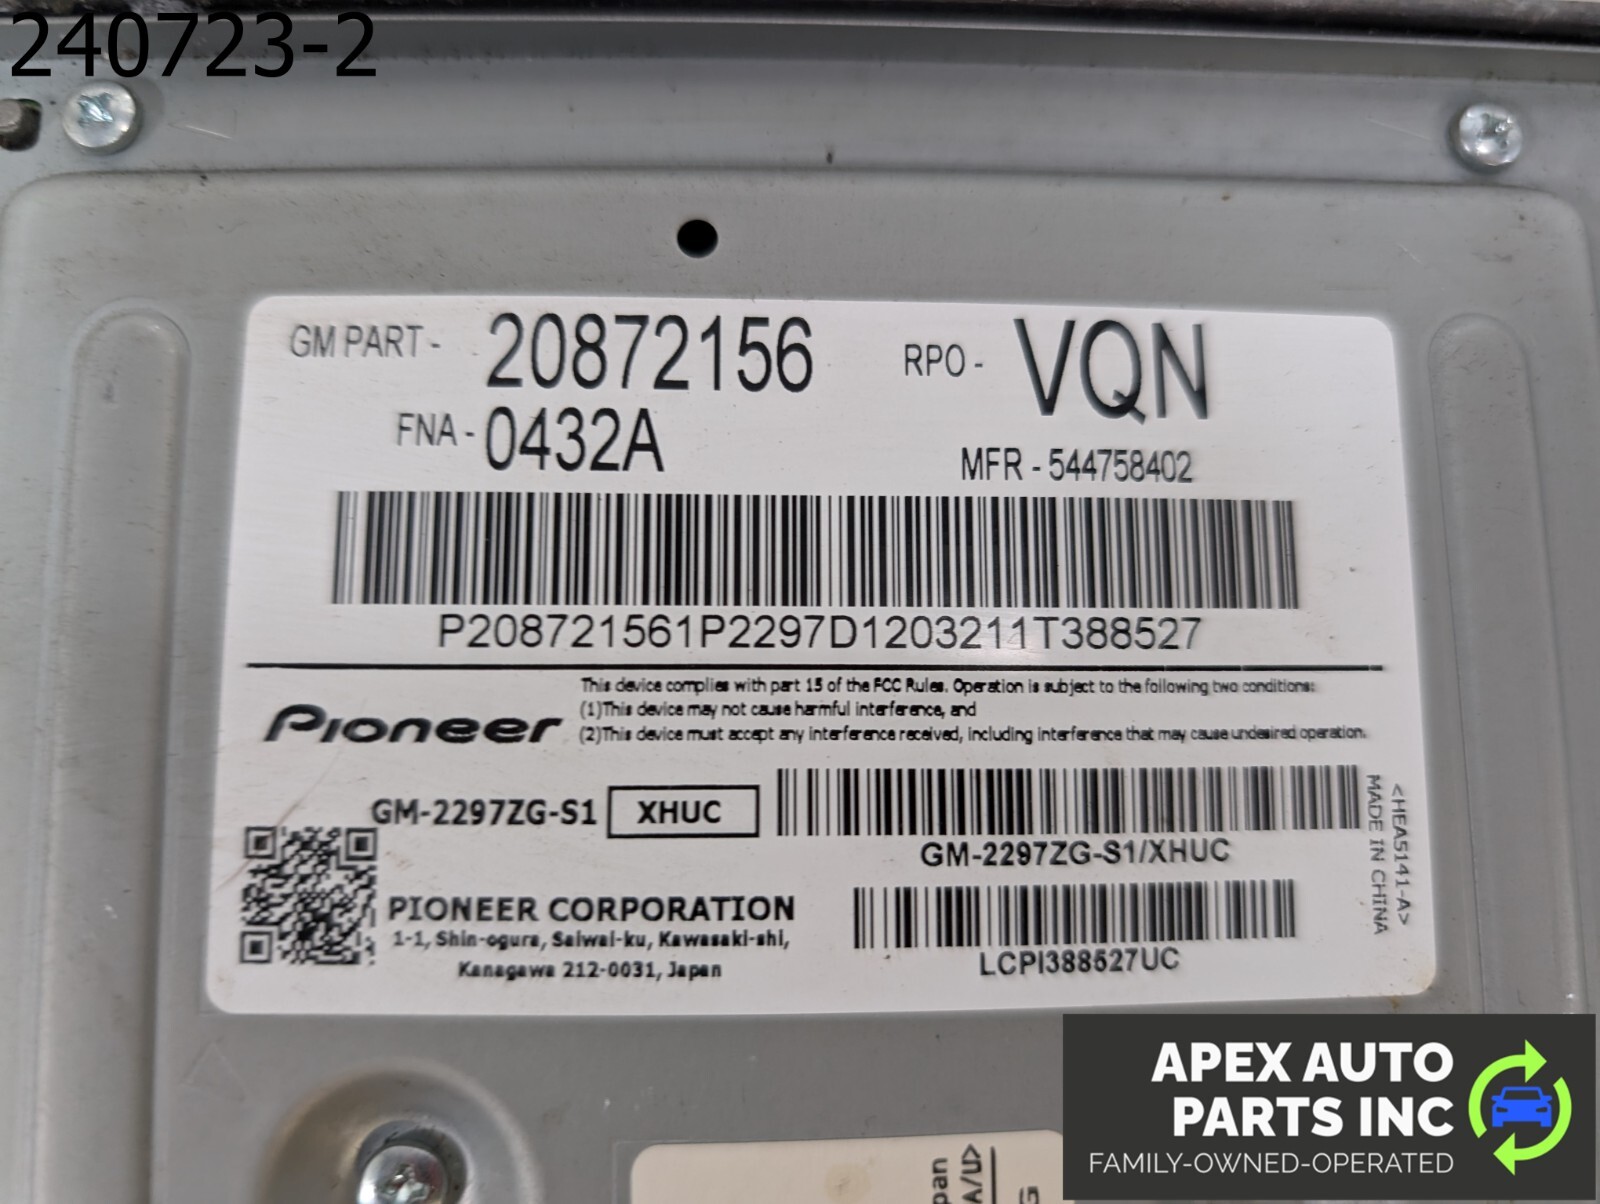 240723-2
GM PART - 20872156
RPO - VQN
FNA - 0432A
MFR - 544758402
P208721561P2297D1203211T388527
Pioneer
This device complies with part 15 of the FCC Rules. Operation is subject to the following two conditions:
(1)This device may not cause harmful interference, and
(2)This device must accept any interference received, including interference that may cause undesired operation.
GM-2297ZG-S1 XHUC
GM-2297ZG-S1/XHUC
<HEA5141-A>
MADE IN CHINA
PIONEER CORPORATION
1-1, Shin-ogura, Saiwai-ku, Kawasaki-shi,
Kanagawa 212-0031, Japan
LCPI388527UC
APEX AUTO
PARTS INC
FAMILY-OWNED-OPERATED